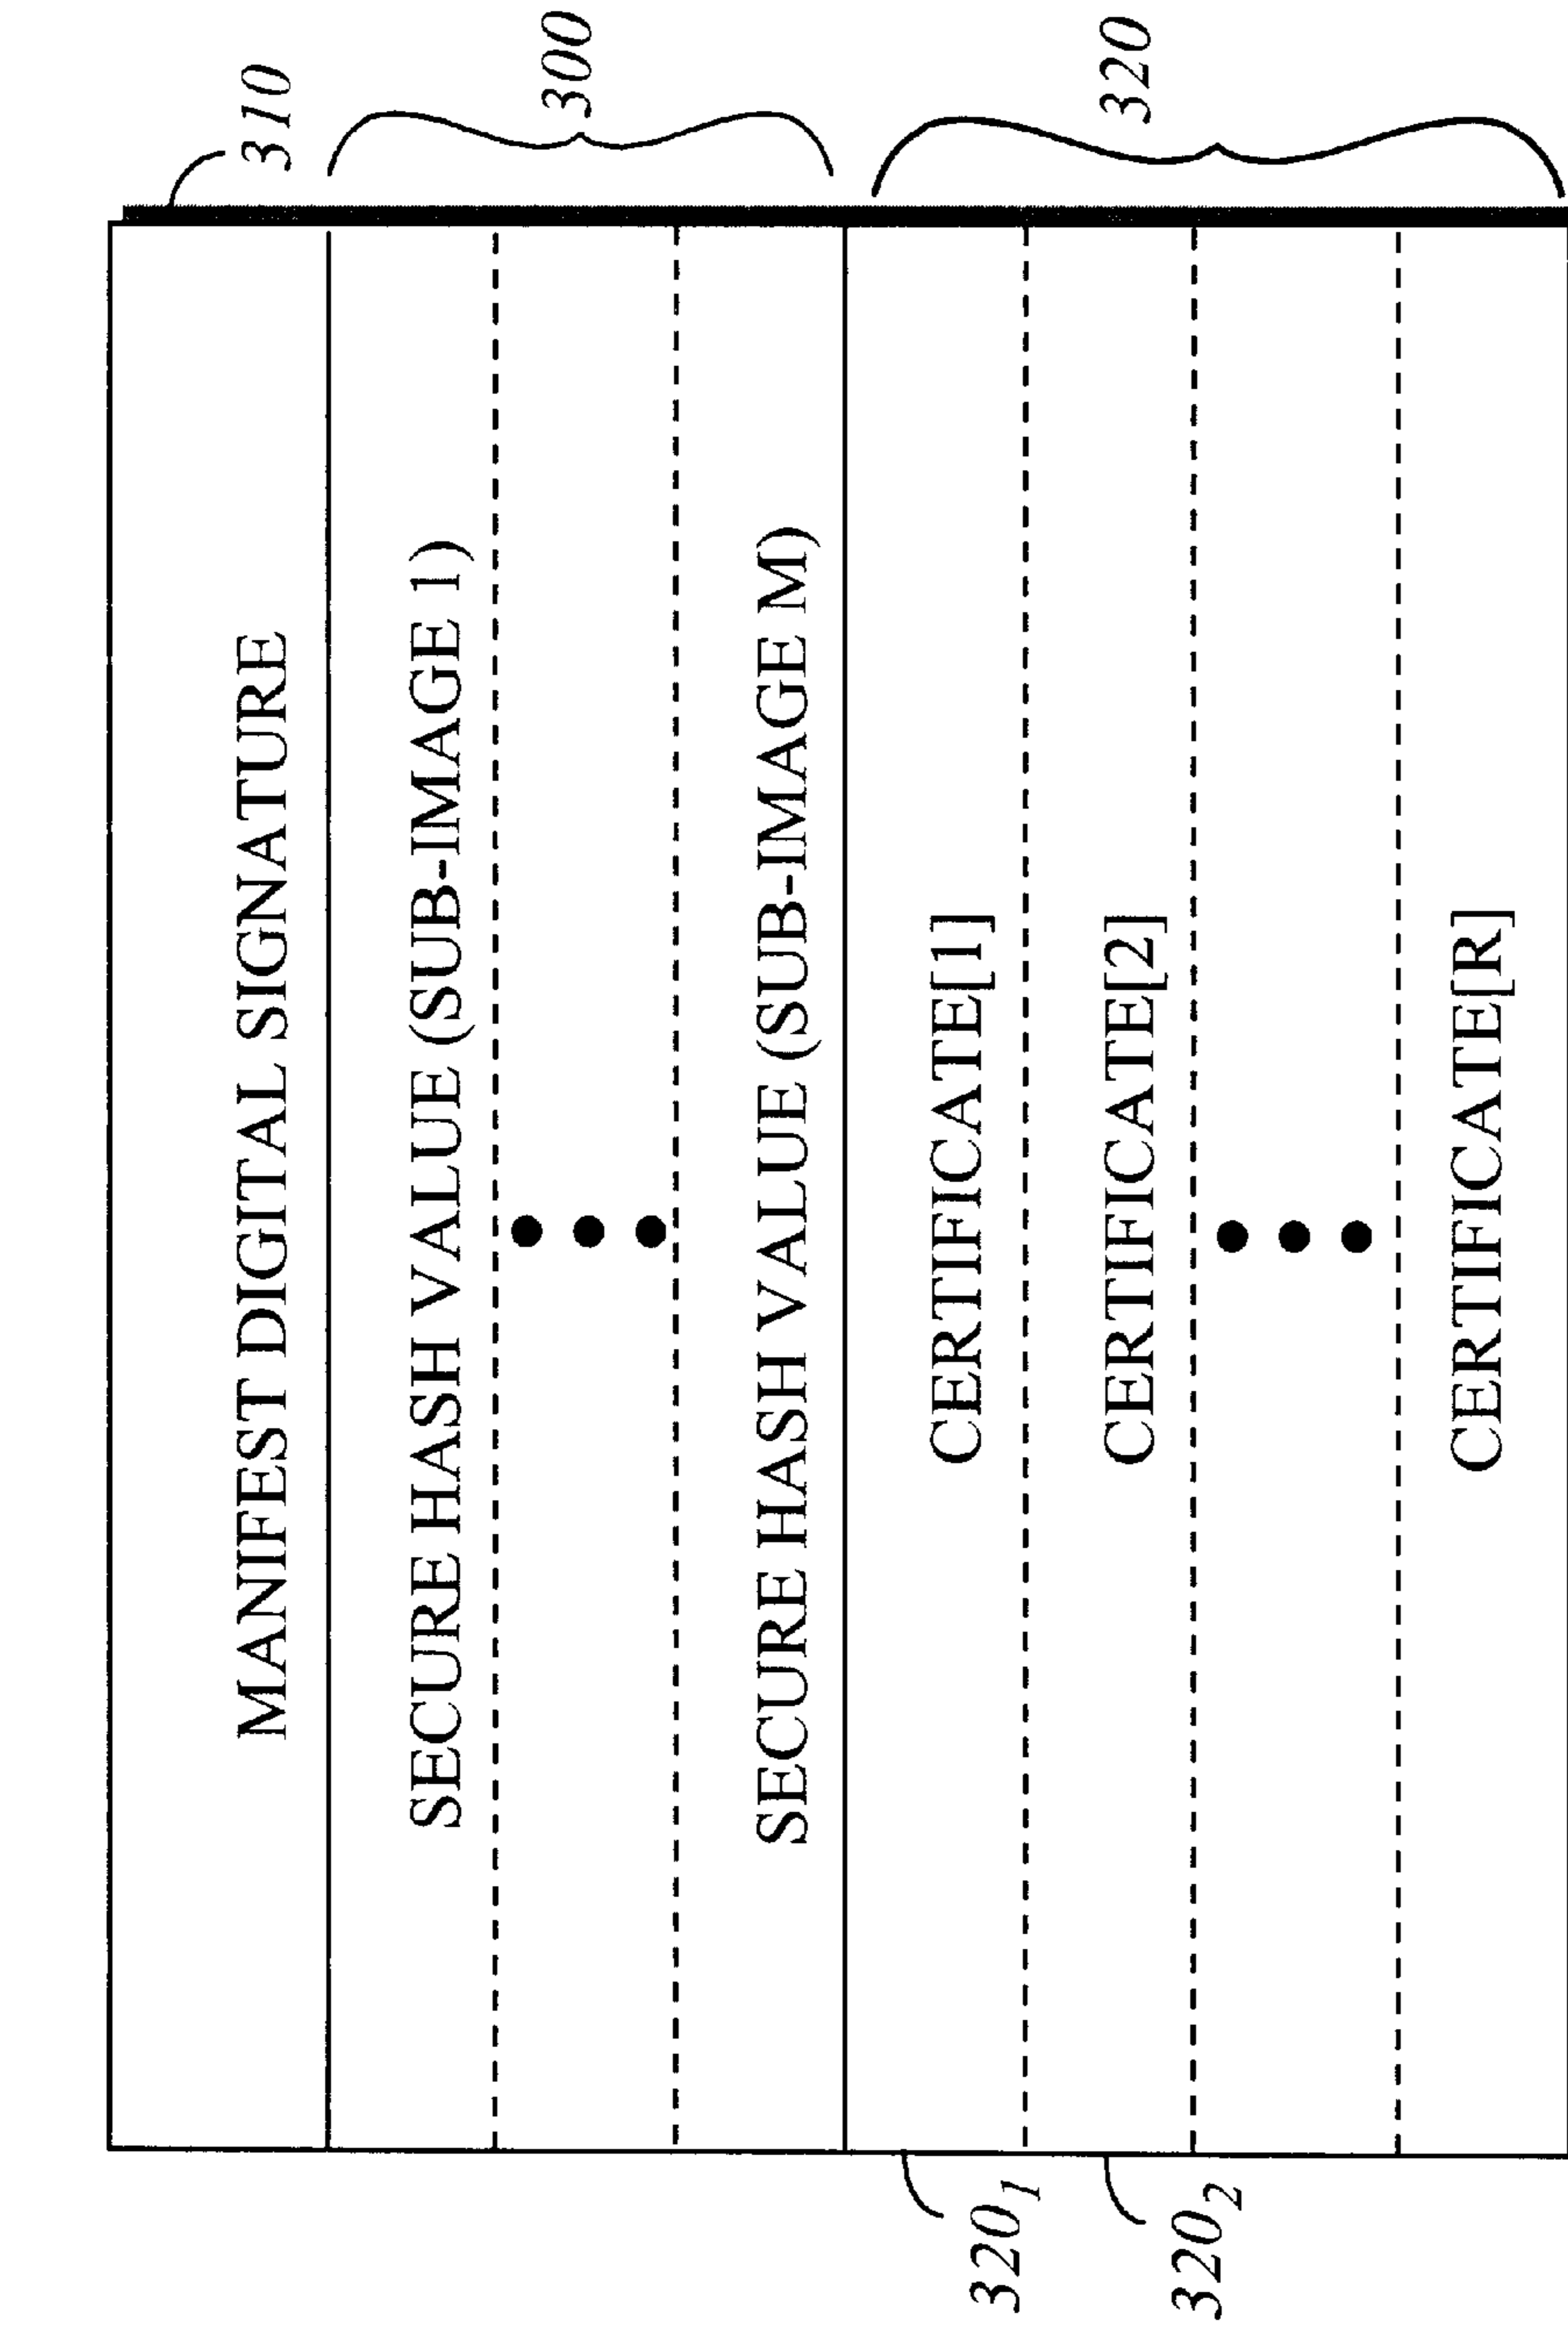 MANIFEST DIGITAL SIGNATURE
310
SECURE HASH VALUE (SUB-IMAGE 1)
300
SECURE HASH VALUE (SUB-IMAGE M)
320₁
CERTIFICATE[1]
320
320₂
CERTIFICATE[2]
CERTIFICATE[R]